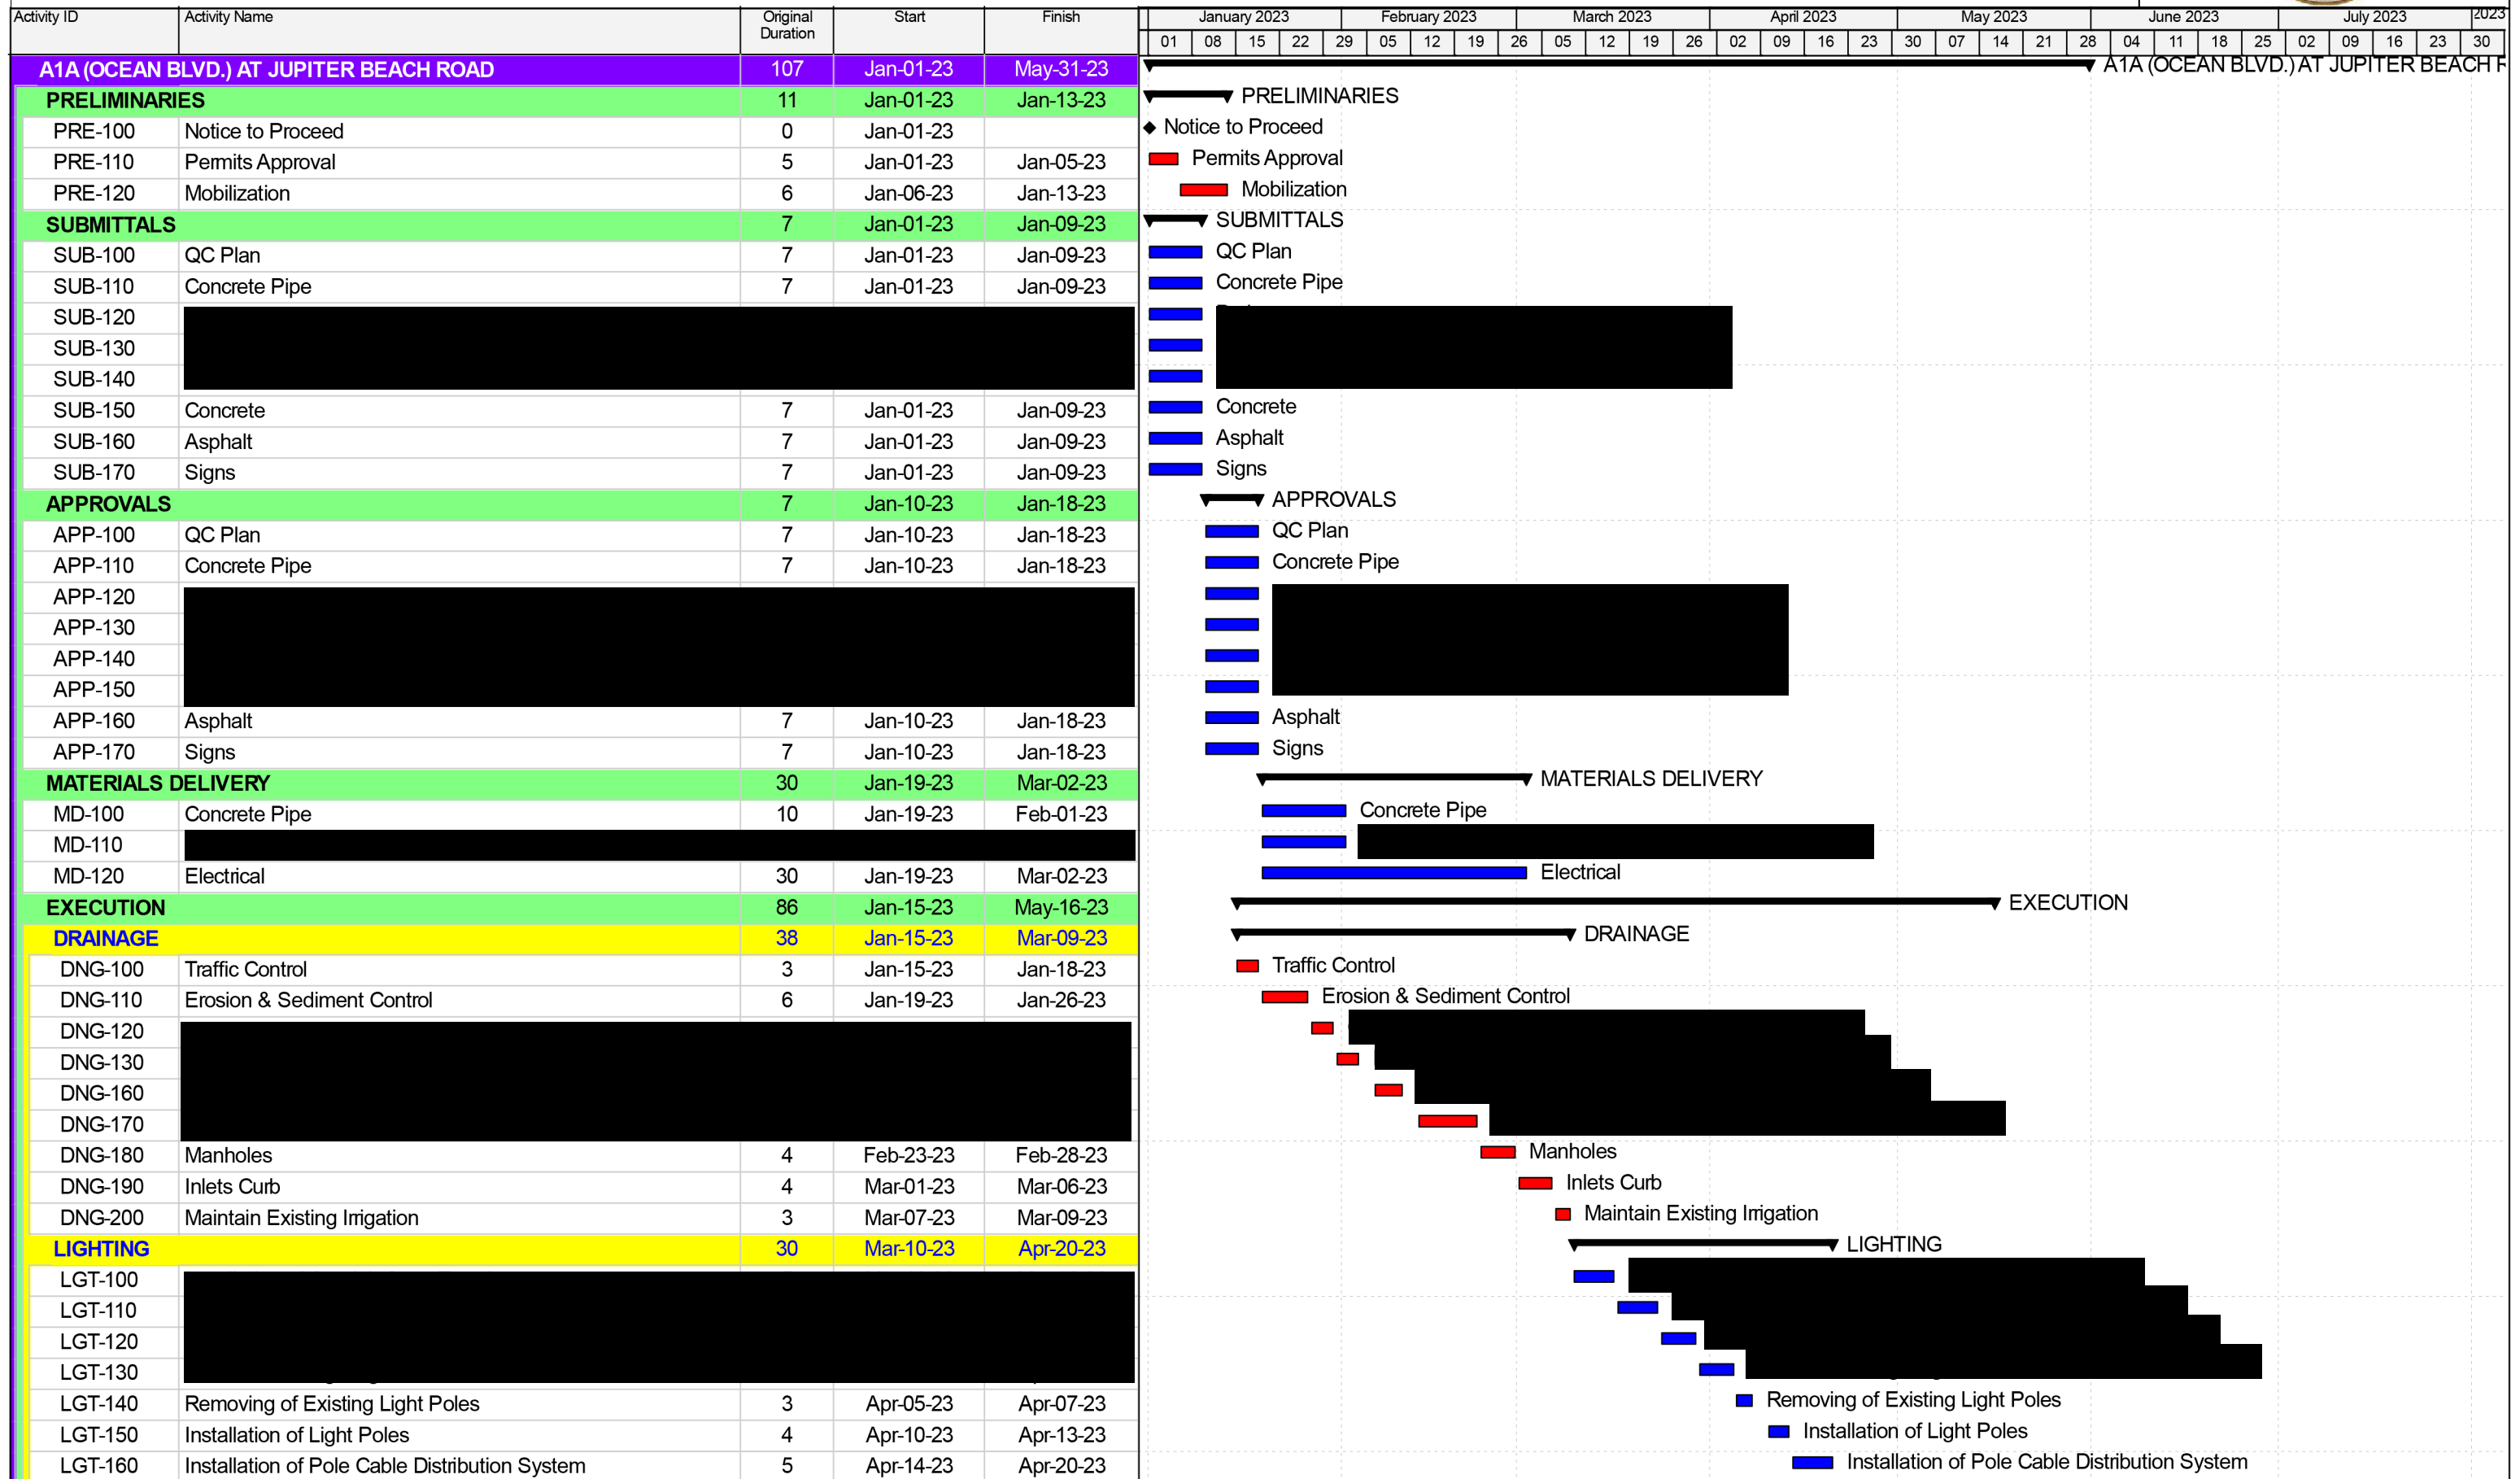 Activity ID Activity Name Original Duration Start Finish January 2023 February 2023 March 2023 April 2023 May 2023 June 2023 July 2023 2023
01 08 15 22 29 05 12 19 26 05 12 19 26 02 09 16 23 30 07 14 21 28 04 11 18 25 02 09 16 23 30
A1A (OCEAN BLVD.) AT JUPITER BEACH ROAD 107 Jan-01-23 May-31-23 A1A (OCEAN BLVD.) AT JUPITER BEACH
PRELIMINARIES 11 Jan-01-23 Jan-13-23 PRELIMINARIES
PRE-100 Notice to Proceed 0 Jan-01-23 Notice to Proceed
PRE-110 Permits Approval 5 Jan-01-23 Jan-05-23 Permits Approval
PRE-120 Mobilization 6 Jan-06-23 Jan-13-23 Mobilization
SUBMITTALS 7 Jan-01-23 Jan-09-23 SUBMITTALS
SUB-100 QC Plan 7 Jan-01-23 Jan-09-23 QC Plan
SUB-110 Concrete Pipe 7 Jan-01-23 Jan-09-23 Concrete Pipe
SUB-120
SUB-130
SUB-140
SUB-150 Concrete 7 Jan-01-23 Jan-09-23 Concrete
SUB-160 Asphalt 7 Jan-01-23 Jan-09-23 Asphalt
SUB-170 Signs 7 Jan-01-23 Jan-09-23 Signs
APPROVALS 7 Jan-10-23 Jan-18-23 APPROVALS
APP-100 QC Plan 7 Jan-10-23 Jan-18-23 QC Plan
APP-110 Concrete Pipe 7 Jan-10-23 Jan-18-23 Concrete Pipe
APP-120
APP-130
APP-140
APP-150
APP-160 Asphalt 7 Jan-10-23 Jan-18-23 Asphalt
APP-170 Signs 7 Jan-10-23 Jan-18-23 Signs
MATERIALS DELIVERY 30 Jan-19-23 Mar-02-23 MATERIALS DELIVERY
MD-100 Concrete Pipe 10 Jan-19-23 Feb-01-23 Concrete Pipe
MD-110
MD-120 Electrical 30 Jan-19-23 Mar-02-23 Electrical
EXECUTION 86 Jan-15-23 May-16-23 EXECUTION
DRAINAGE 38 Jan-15-23 Mar-09-23 DRAINAGE
DNG-100 Traffic Control 3 Jan-15-23 Jan-18-23 Traffic Control
DNG-110 Erosion & Sediment Control 6 Jan-19-23 Jan-26-23 Erosion & Sediment Control
DNG-120
DNG-130
DNG-160
DNG-170
DNG-180 Manholes 4 Feb-23-23 Feb-28-23 Manholes
DNG-190 Inlets Curb 4 Mar-01-23 Mar-06-23 Inlets Curb
DNG-200 Maintain Existing Irrigation 3 Mar-07-23 Mar-09-23 Maintain Existing Irrigation
LIGHTING 30 Mar-10-23 Apr-20-23 LIGHTING
LGT-100
LGT-110
LGT-120
LGT-130
LGT-140 Removing of Existing Light Poles 3 Apr-05-23 Apr-07-23 Removing of Existing Light Poles
LGT-150 Installation of Light Poles 4 Apr-10-23 Apr-13-23 Installation of Light Poles
LGT-160 Installation of Pole Cable Distribution System 5 Apr-14-23 Apr-20-23 Installation of Pole Cable Distribution System